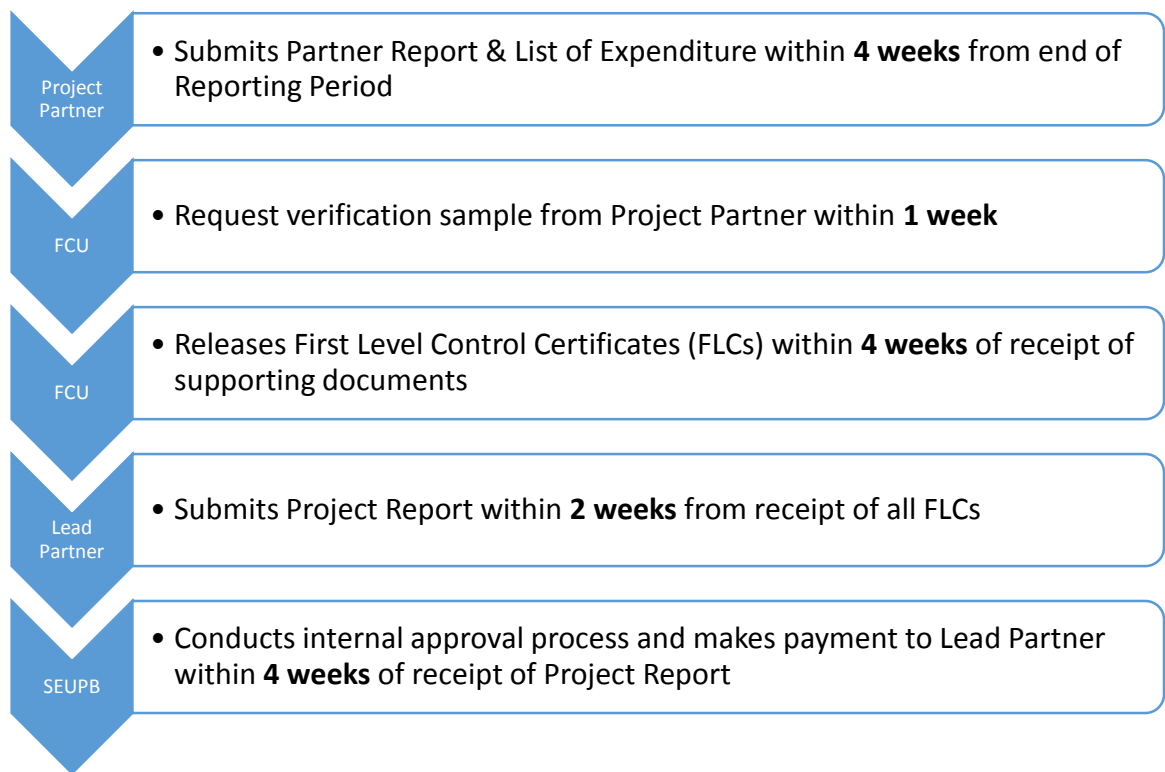 Project
Partner
• Submits Partner Report & List of Expenditure within 4 weeks from end of
Reporting Period
FCU
• Request verification sample from Project Partner within 1 week
FCU
• Releases First Level Control Certificates (FLCs) within 4 weeks of receipt of
supporting documents
Lead
Partner
• Submits Project Report within 2 weeks from receipt of all FLCs
SEUPB
• Conducts internal approval process and makes payment to Lead Partner
within 4 weeks of receipt of Project Report